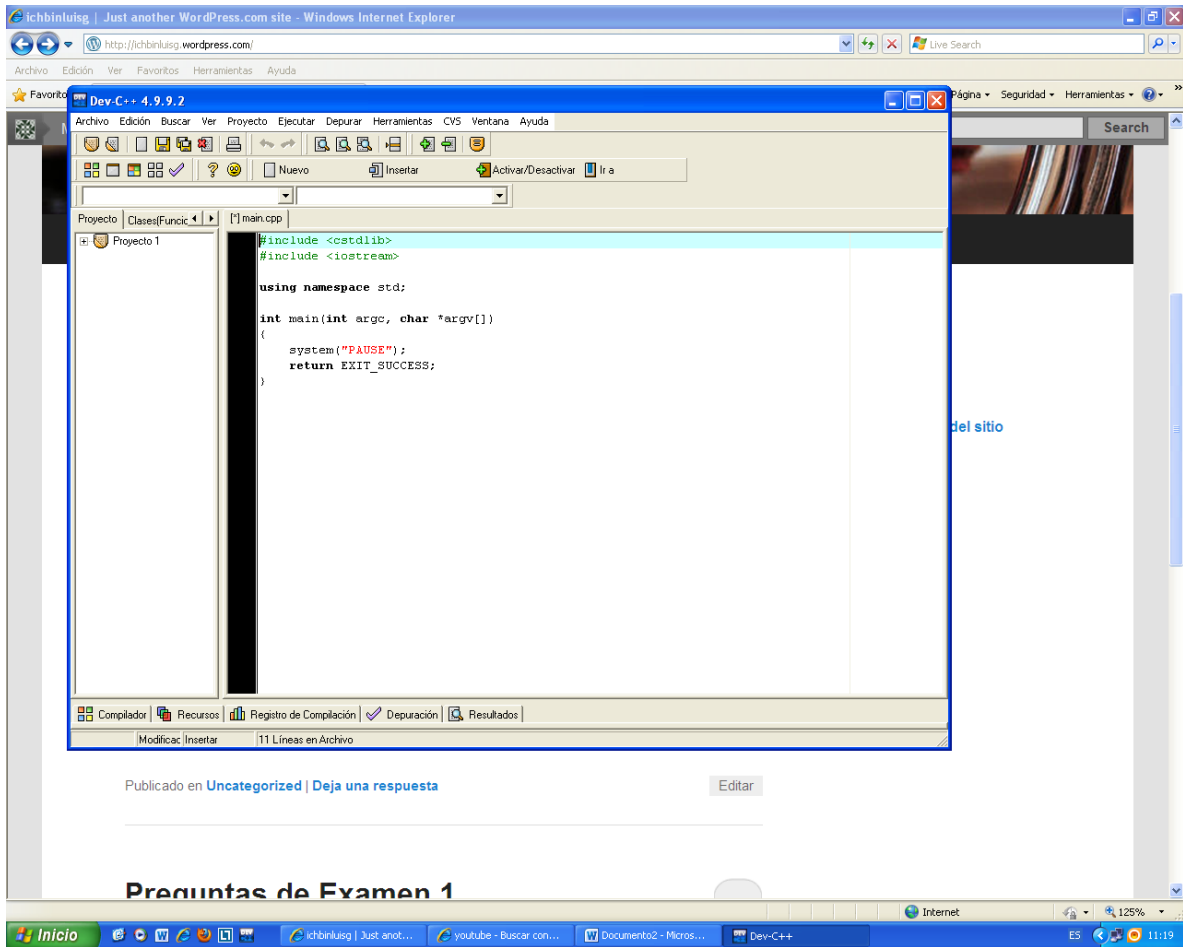 ichbinluisg | Just another WordPress.com site - Windows Internet Explorer
http://ichbinluisg.wordpress.com/
Live Search
Archivo Edición Ver Favoritos Herramientas Ayuda
Favorito
Página Seguridad Herramientas
Search
Dev-C++ 4.9.9.2
Archivo Edición Buscar Ver Proyecto Ejecutar Depurar Herramientas CVS Ventana Ayuda
Nuevo Insertar Activar/Desactivar Ir a
Proyecto Clases(Funcic [*] main.cpp
Proyecto 1
#include <cstdlib>
#include <iostream>
using namespace std;
int main(int argc, char *argv[])
{
system("PAUSE");
return EXIT_SUCCESS;
}
del sitio
Compilador Recursos Registro de Compilación Depuración Resultados
Modificac Insertar 11 Líneas en Archivo
Publicado en Uncategorized | Deja una respuesta Editar
Preguntas de Examen 1
Internet 125%
Inicio ichbinluisg | Just anot... youtube - Buscar con... Documento2 - Micros... Dev-C++ ES 11:19